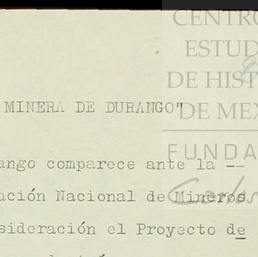 CENTRO
ESTUD
DE HIST
DE MEX
FUNDA
Carlos
MINERA DE DURANGO"
ango comparece ante la --
ación Nacional de Mineros
sideración el Proyecto de